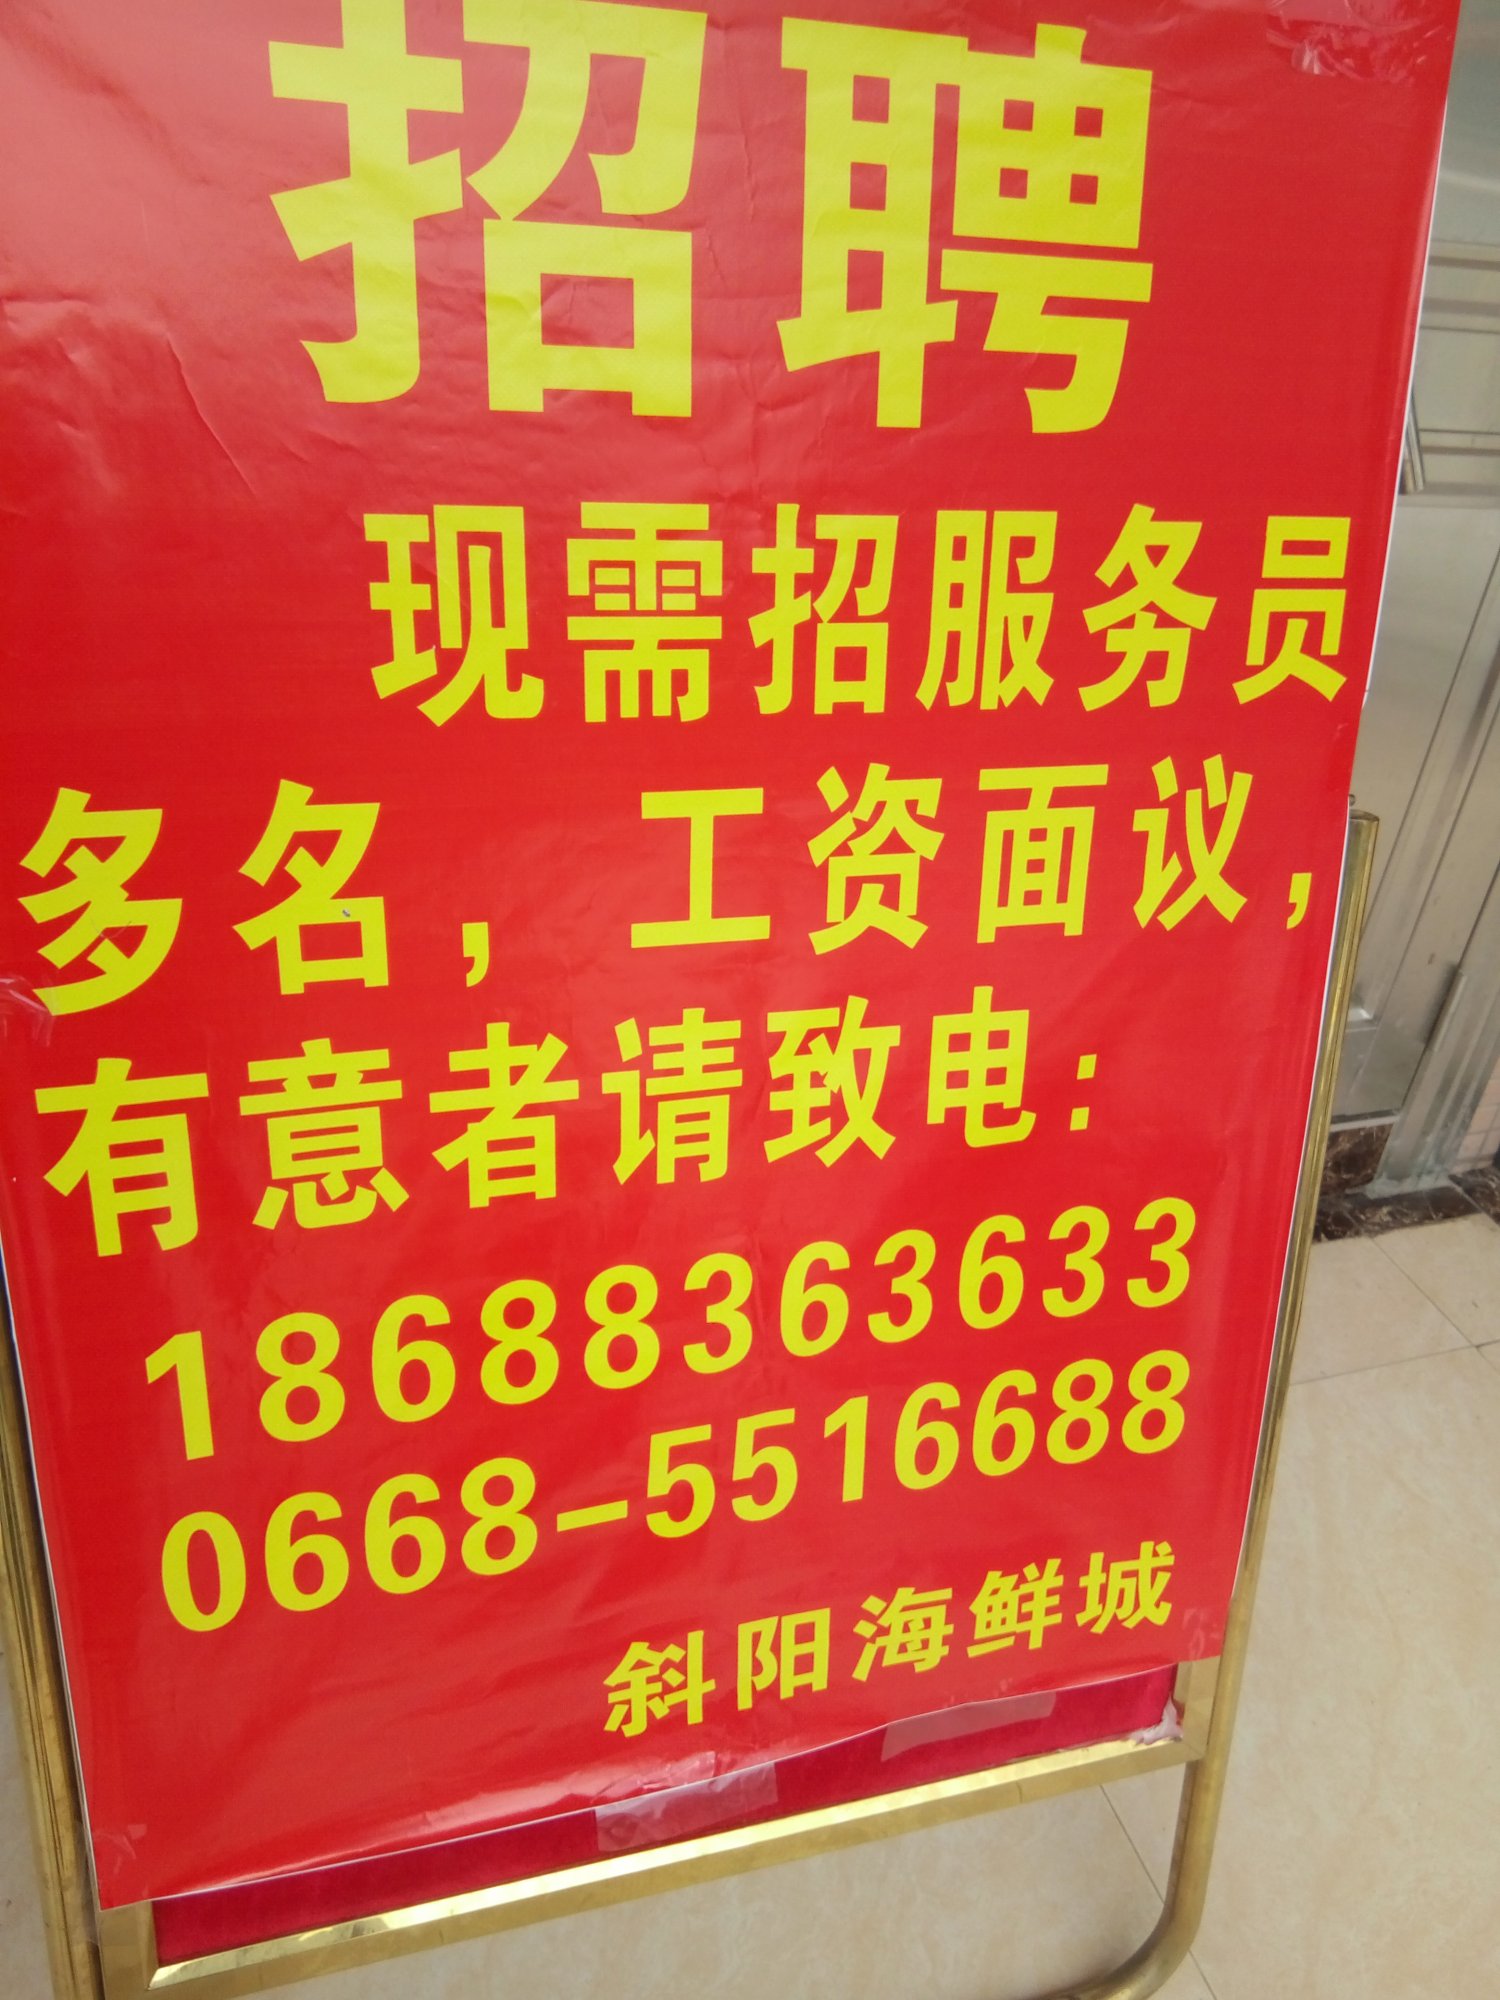 招聘
现需招服务员
多名，工资面议，
有意者请致电：
18688363633
0668-5516688
斜阳海鲜城